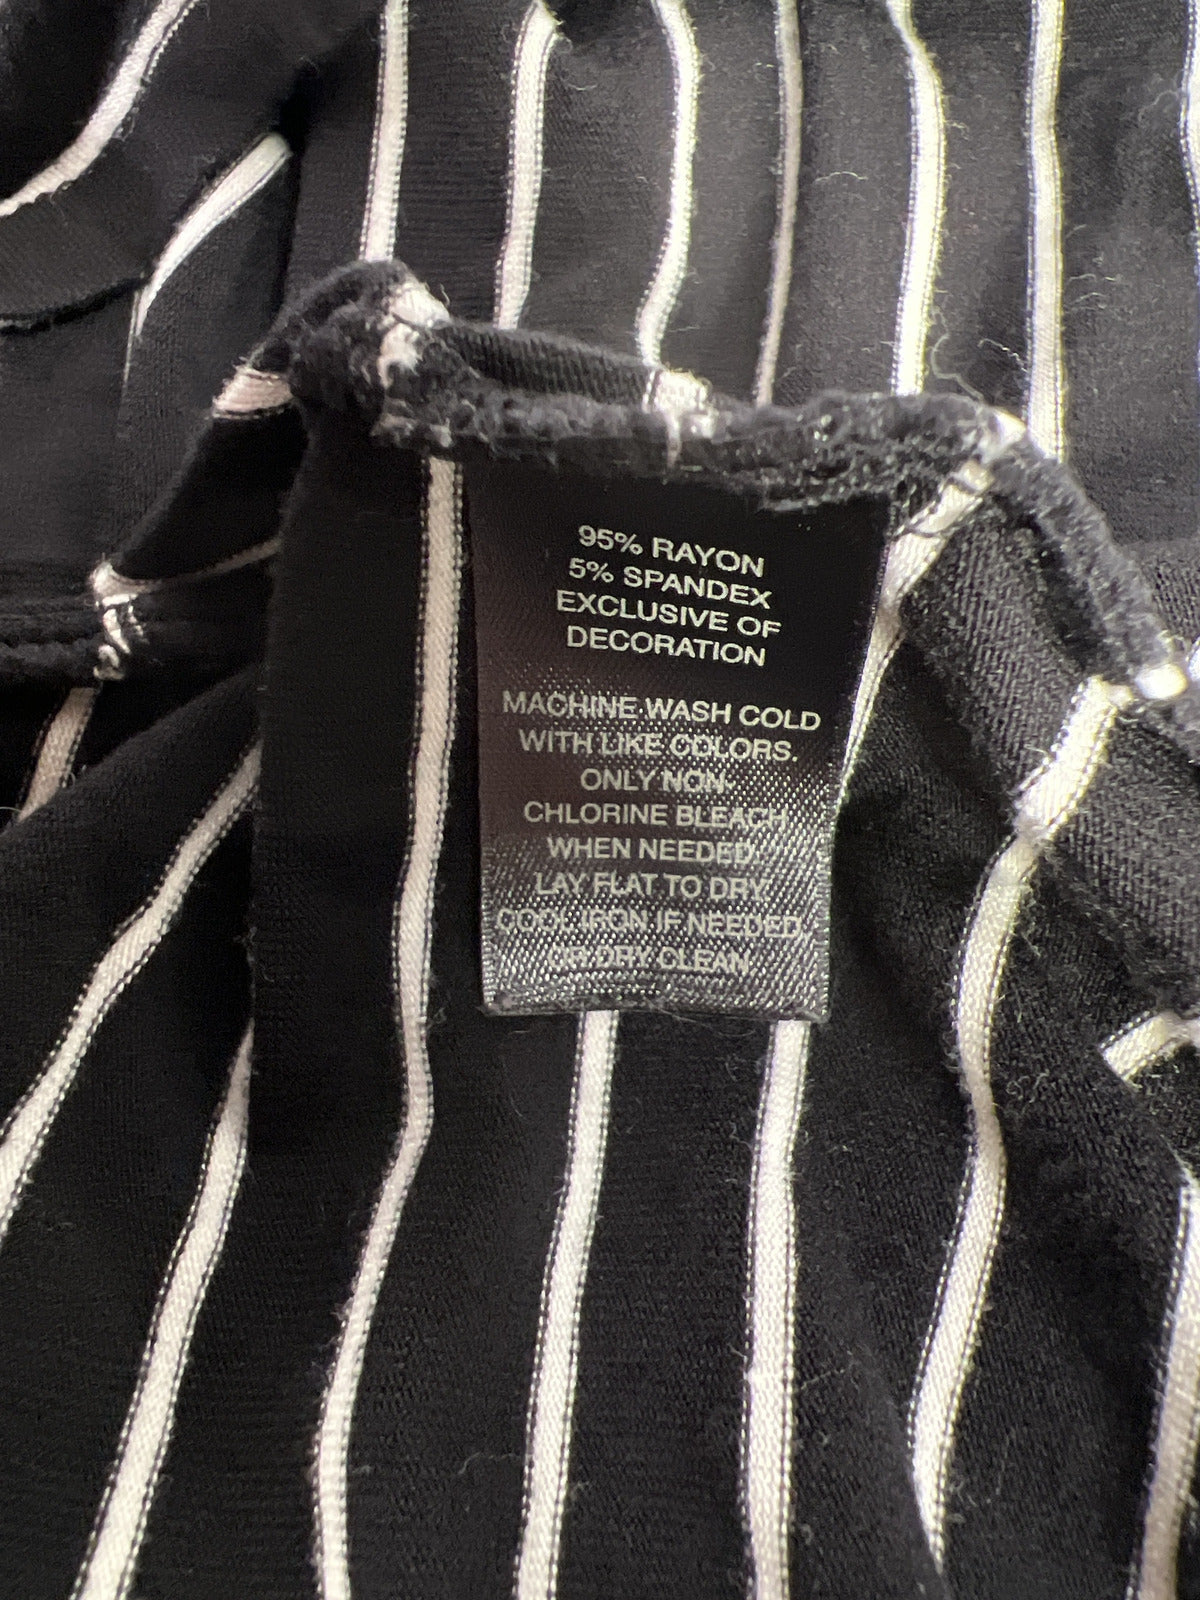 95% RAYON
5% SPANDEX
EXCLUSIVE OF
DECORATION
MACHINE WASH COLD
WITH LIKE COLORS.
ONLY NON-
CHLORINE BLEACH
WHEN NEEDED.
LAY FLAT TO DRY.
COOL IRON IF NEEDED.
OR DRY CLEAN.